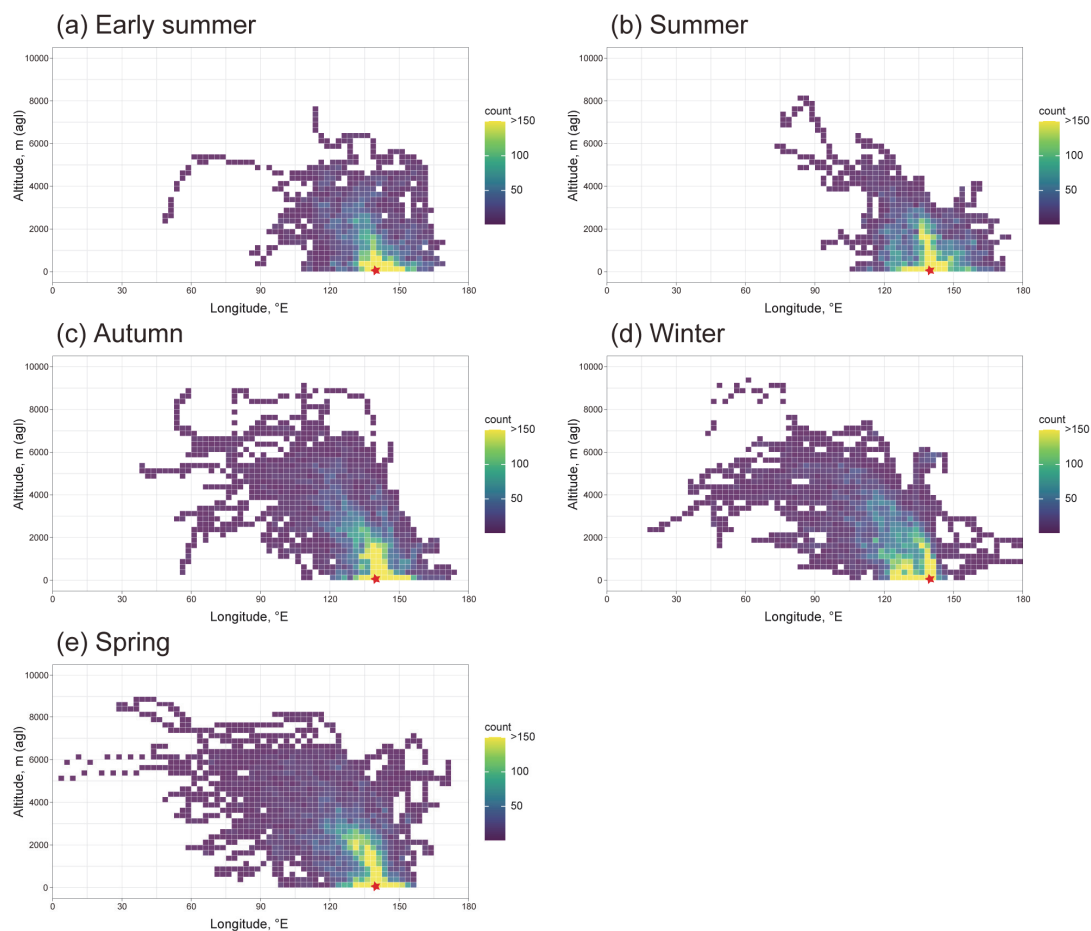 (a) Early summer
(b) Summer
10000
8000
6000
4000
2000
0
Altitude, m (agl)
0 30 60 90 120 150 180
Longitude, °E
count
>150
100
50
10000
8000
6000
4000
2000
0
Altitude, m (agl)
0 30 60 90 120 150 180
Longitude, °E
count
>150
100
50
(c) Autumn
(d) Winter
10000
8000
6000
4000
2000
0
Altitude, m (agl)
0 30 60 90 120 150 180
Longitude, °E
count
>150
100
50
10000
8000
6000
4000
2000
0
Altitude, m (agl)
0 30 60 90 120 150 180
Longitude, °E
count
>150
100
50
(e) Spring
10000
8000
6000
4000
2000
0
Altitude, m (agl)
0 30 60 90 120 150 180
Longitude, °E
count
>150
100
50